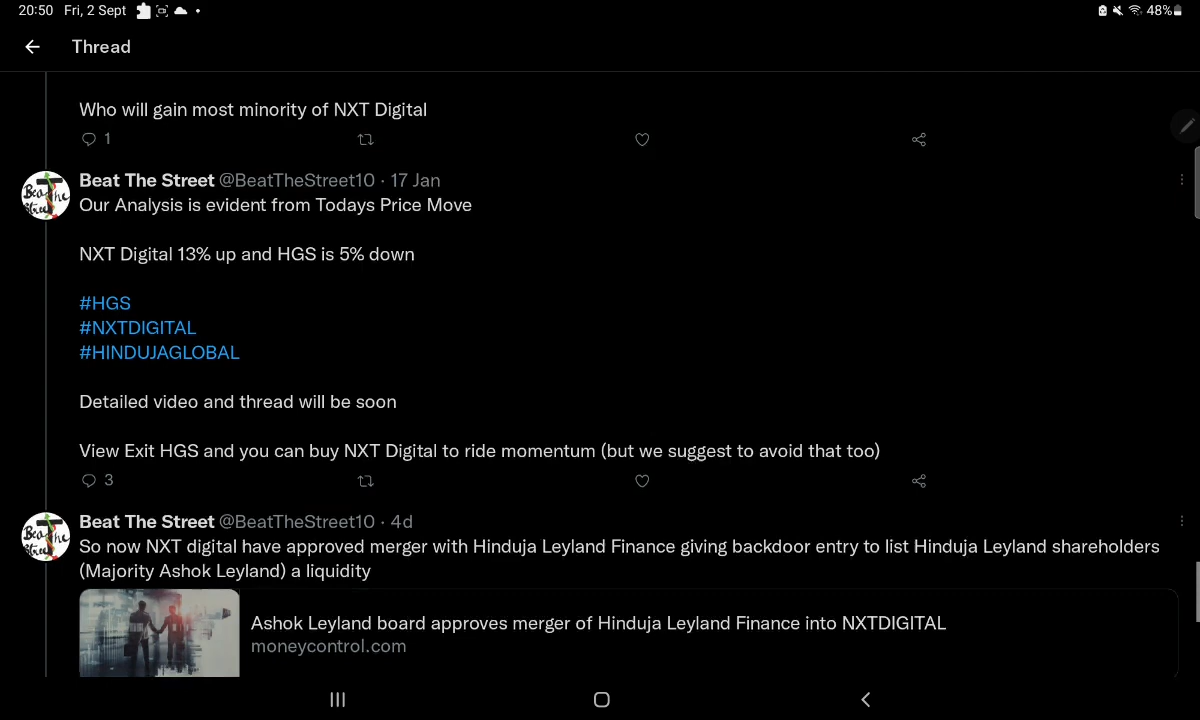 20:50 Fri, 2 Sept
48%
Thread
Who will gain most minority of NXT Digital
1
Beat The Street @BeatTheStreet10 · 17 Jan
Our Analysis is evident from Todays Price Move
NXT Digital 13% up and HGS is 5% down
#HGS
#NXTDIGITAL
#HINDUJAGLOBAL
Detailed video and thread will be soon
View Exit HGS and you can buy NXT Digital to ride momentum (but we suggest to avoid that too)
3
Beat The Street @BeatTheStreet10 · 4d
So now NXT digital have approved merger with Hinduja Leyland Finance giving backdoor entry to list Hinduja Leyland shareholders
(Majority Ashok Leyland) a liquidity
Ashok Leyland board approves merger of Hinduja Leyland Finance into NXTDIGITAL
moneycontrol.com